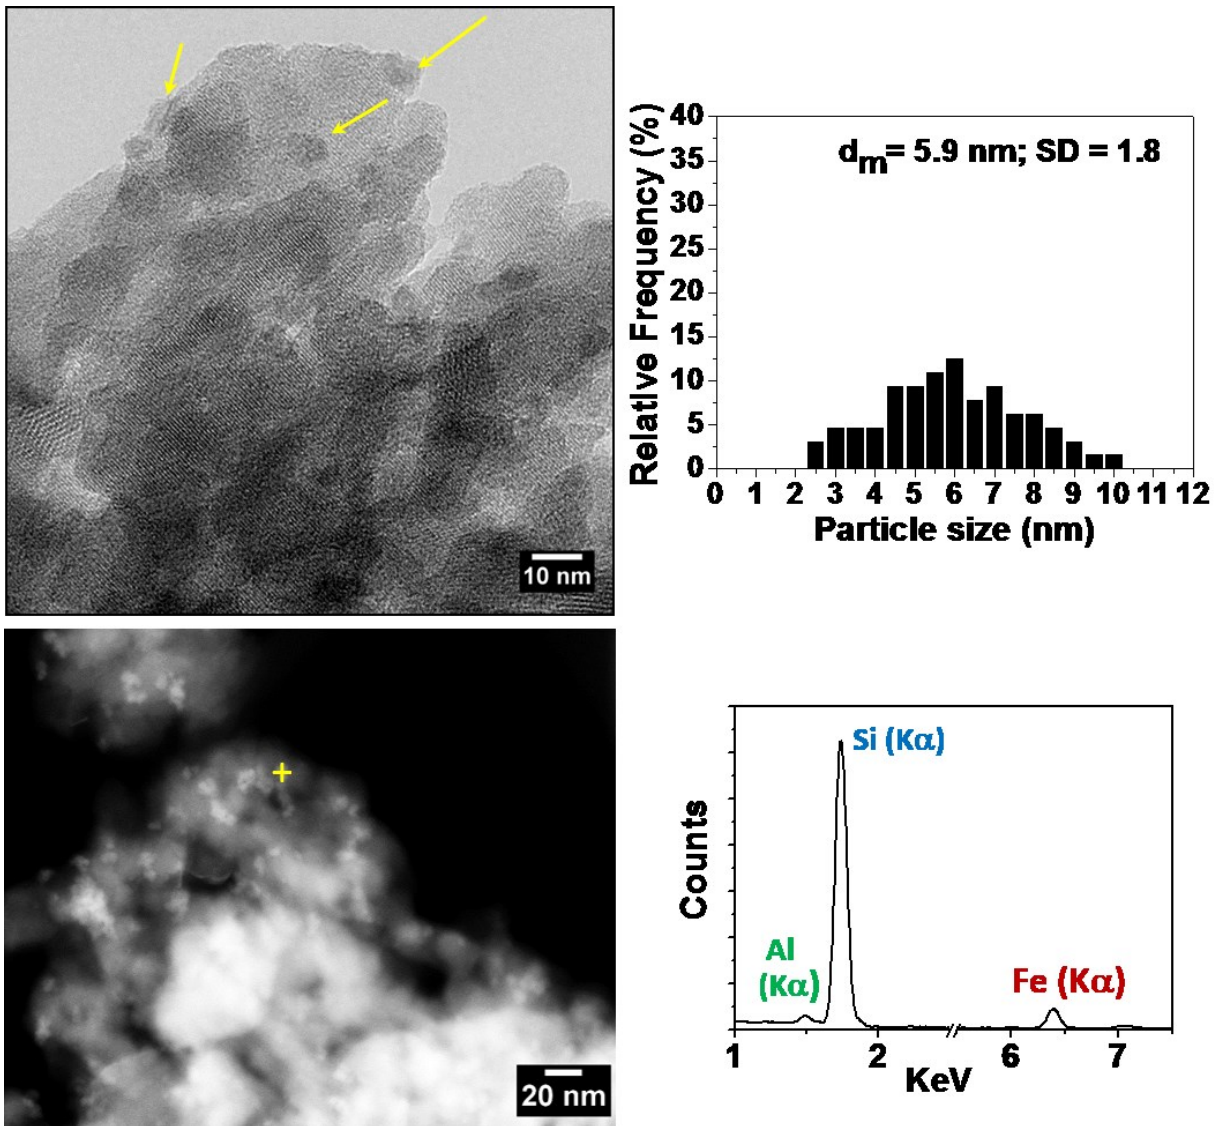 10 nm
d_m= 5.9 nm; SD = 1.8
Relative Frequency (%)
40
35
30
25
20
15
10
5
0
0 1 2 3 4 5 6 7 8 9 10 11 12
Particle size (nm)
20 nm
Si (Kα)
Al
(Kα)
Fe (Kα)
Counts
1 2 6 7
KeV